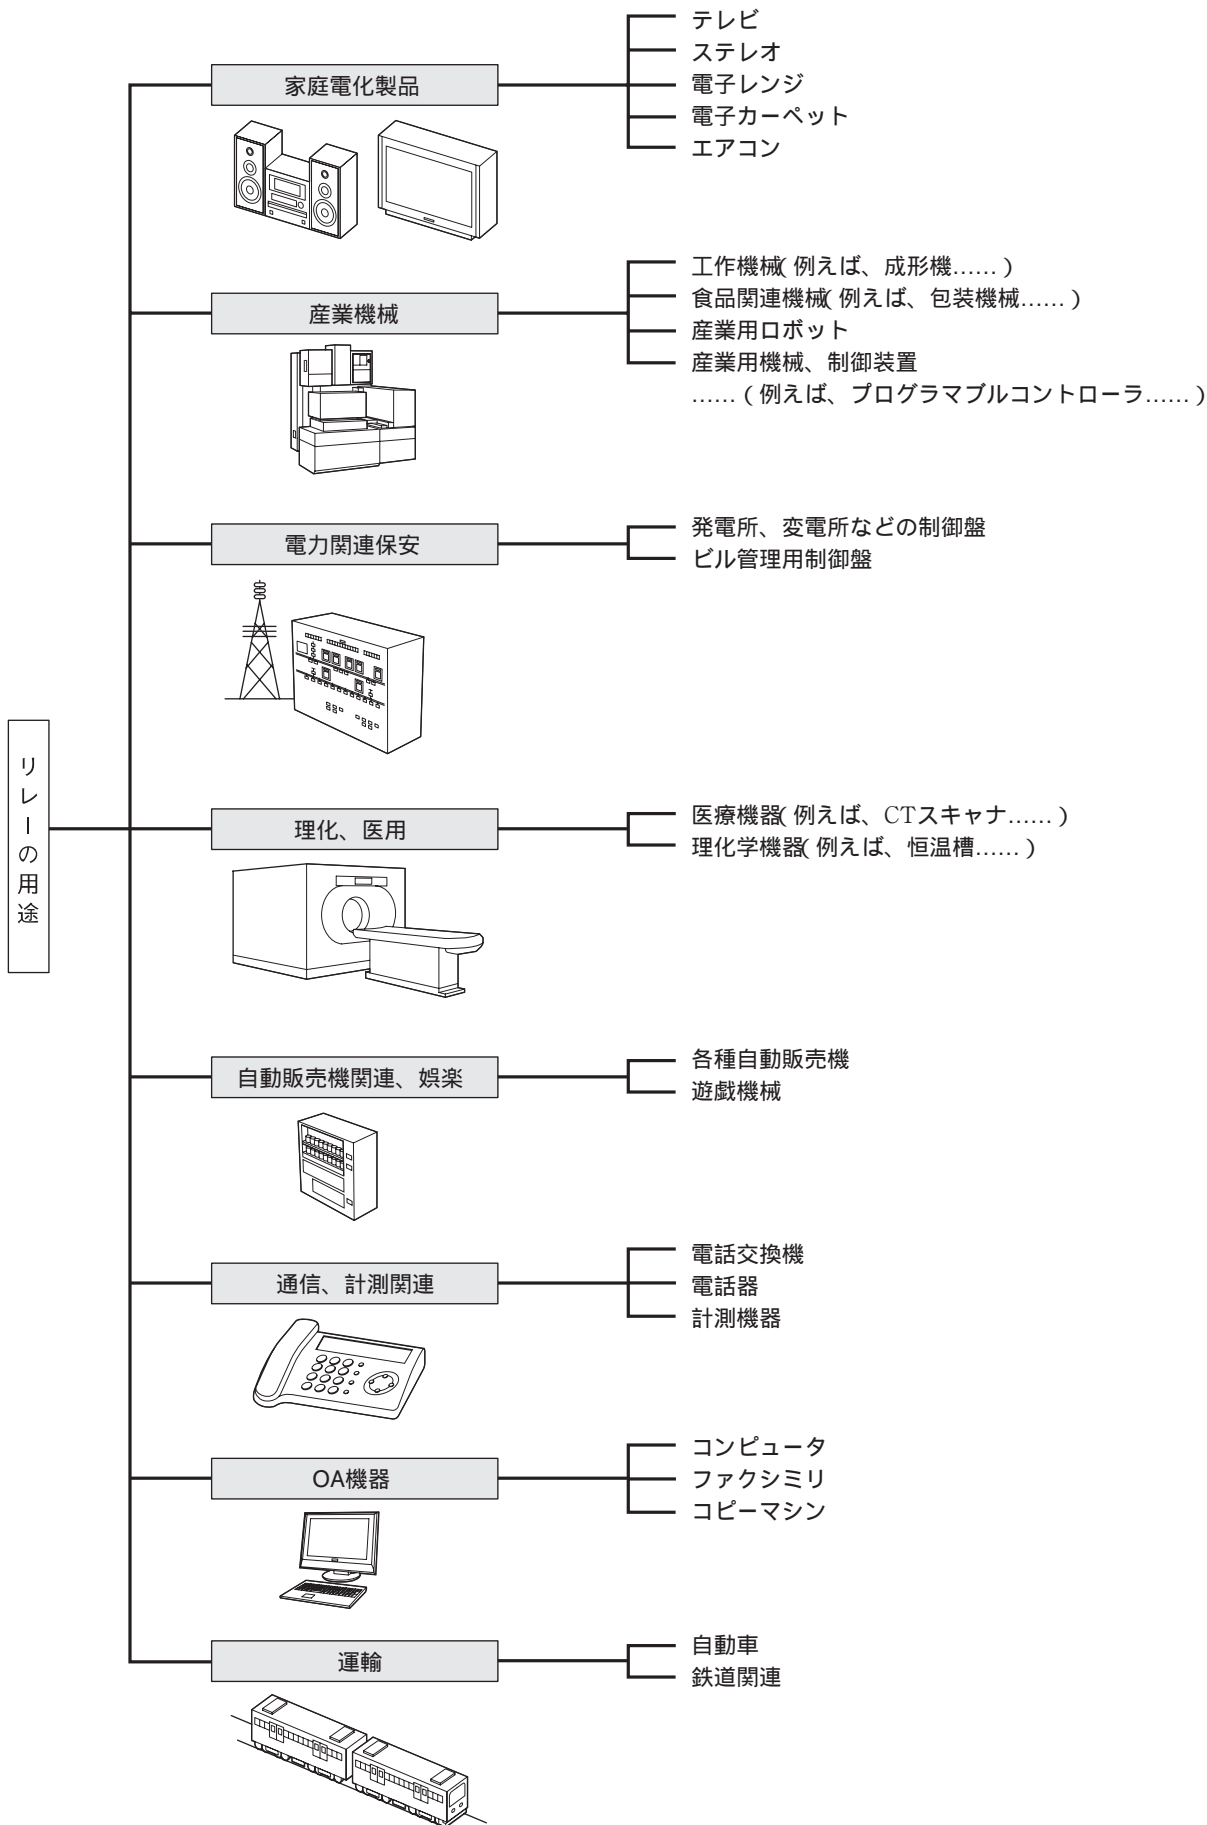 リレーの用途
家庭電化製品
テレビ
ステレオ
電子レンジ
電子カーペット
エアコン
産業機械
工作機械(例えば、成形機……)
食品関連機械(例えば、包装機械……)
産業用ロボット
産業用機械、制御装置
……(例えば、プログラマブルコントローラ……)
電力関連保安
発電所、変電所などの制御盤
ビル管理用制御盤
理化、医用
医療機器(例えば、CTスキャナ……)
理化学機器(例えば、恒温槽……)
自動販売機関連、娯楽
各種自動販売機
遊戯機械
通信、計測関連
電話交換機
電話器
計測機器
OA機器
コンピュータ
ファクシミリ
コピーマシン
運輸
自動車
鉄道関連